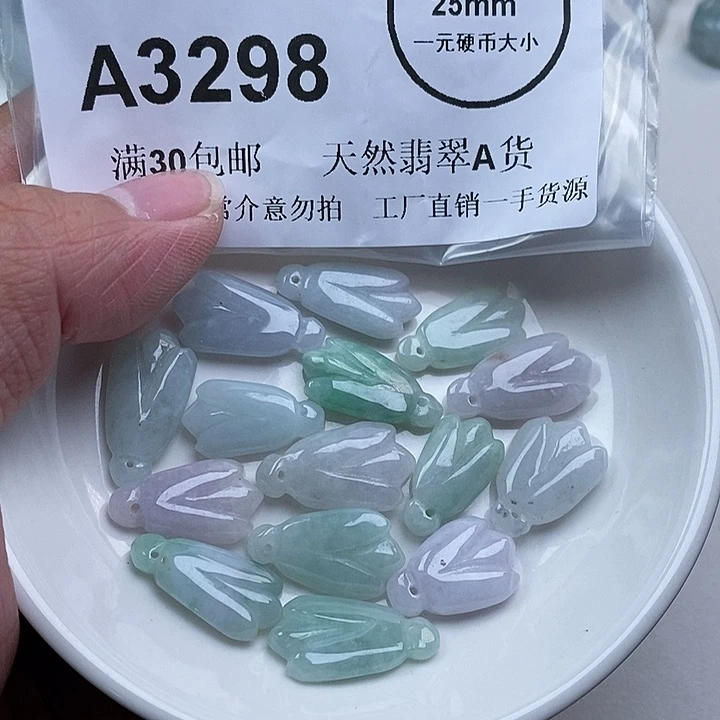 25mm
一元硬币大小
A3298
满30包邮 天然翡翠A货
介意勿拍 工厂直销一手货源